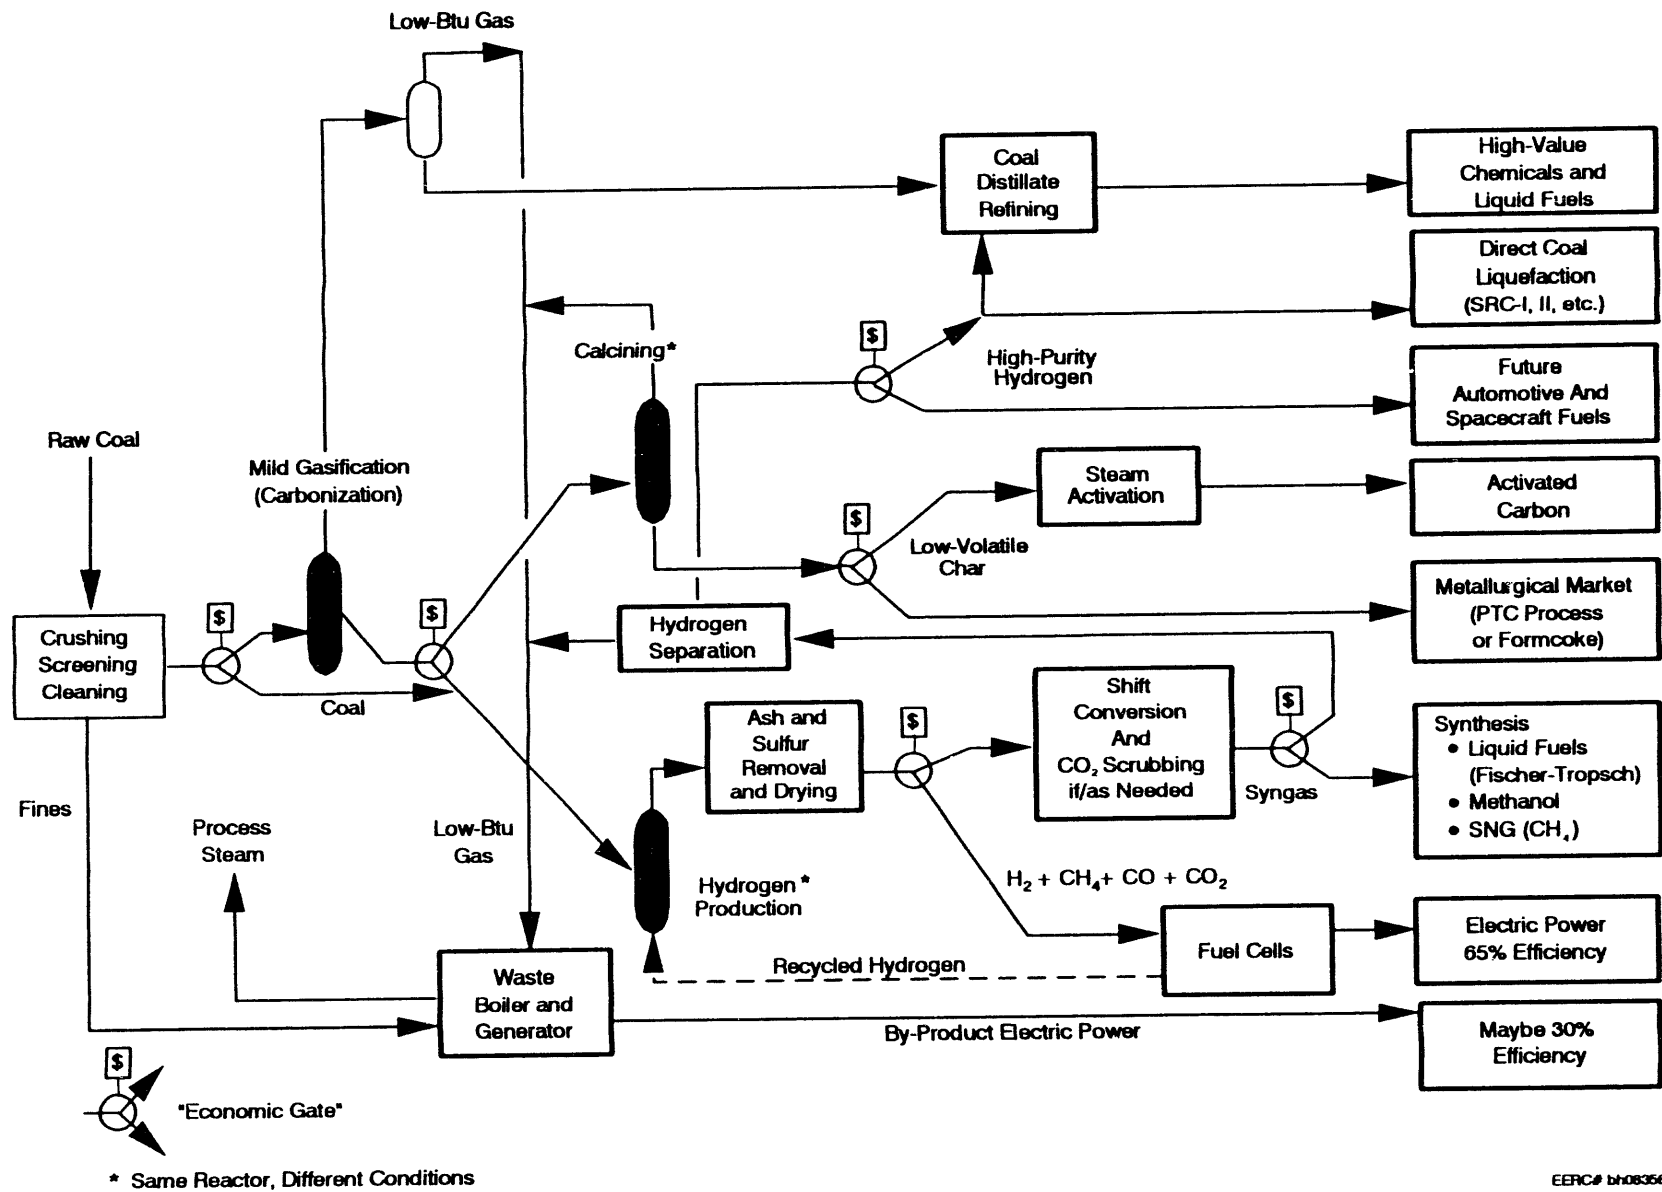 Low-Btu Gas
Coal
Distillate
Refining
High-Value
Chemicals and
Liquid Fuels
Direct Coal
Liquefaction
(SRC-I, II, etc.)
$
Calcining*
High-Purity
Hydrogen
Future
Automotive And
Spacecraft Fuels
Raw Coal
Mild Gasification
(Carbonization)
Steam
Activation
Activated
Carbon
$
Low-Volatile
Char
Metallurgical Market
(PTC Process
or Formcoke)
$
$
Crushing
Screening
Cleaning
Coal
Hydrogen
Separation
Ash and
Sulfur
Removal
and Drying
$
Shift
Conversion
And
CO₂ Scrubbing
if/as Needed
$
Syngas
Synthesis
• Liquid Fuels
(Fischer-Tropsch)
• Methanol
• SNG (CH₄)
Fines
Process
Steam
Low-Btu
Gas
Hydrogen*
Production
H₂ + CH₄+ CO + CO₂
Fuel Cells
Electric Power
65% Efficiency
Recycled Hydrogen
Waste
Boiler and
Generator
By-Product Electric Power
Maybe 30%
Efficiency
$
"Economic Gate"
* Same Reactor, Different Conditions
EERC#